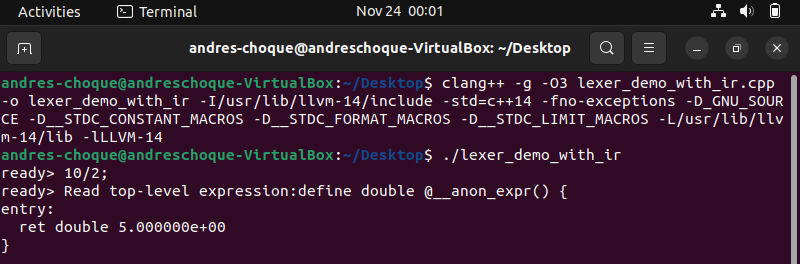 Activities Terminal Nov 24 00:01
andres-choque@andreschoque-VirtualBox: ~/Desktop
andres-choque@andreschoque-VirtualBox:~/Desktop$ clang++ -g -O3 lexer_demo_with_ir.cpp
-o lexer_demo_with_ir -I/usr/lib/llvm-14/include -std=c++14 -fno-exceptions -D_GNU_SOUR
CE -D__STDC_CONSTANT_MACROS -D__STDC_FORMAT_MACROS -D__STDC_LIMIT_MACROS -L/usr/lib/llv
m-14/lib -lLLVM-14
andres-choque@andreschoque-VirtualBox:~/Desktop$ ./lexer_demo_with_ir
ready> 10/2;
ready> Read top-level expression:define double @__anon_expr() {
entry:
  ret double 5.000000e+00
}